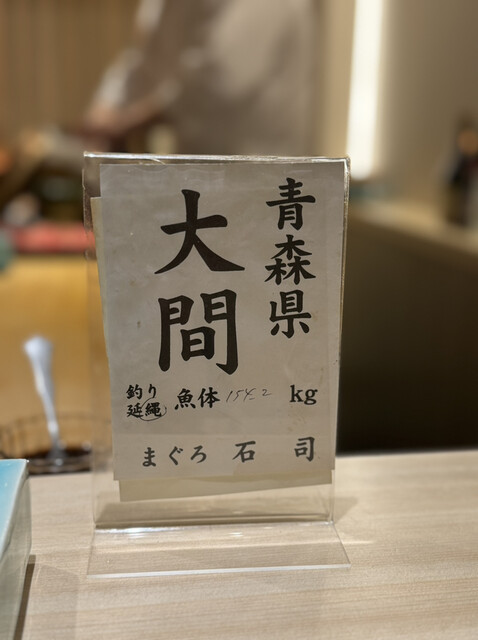 青森県
大間
釣り
延縄
魚体 154.2 kg
まぐろ 石司